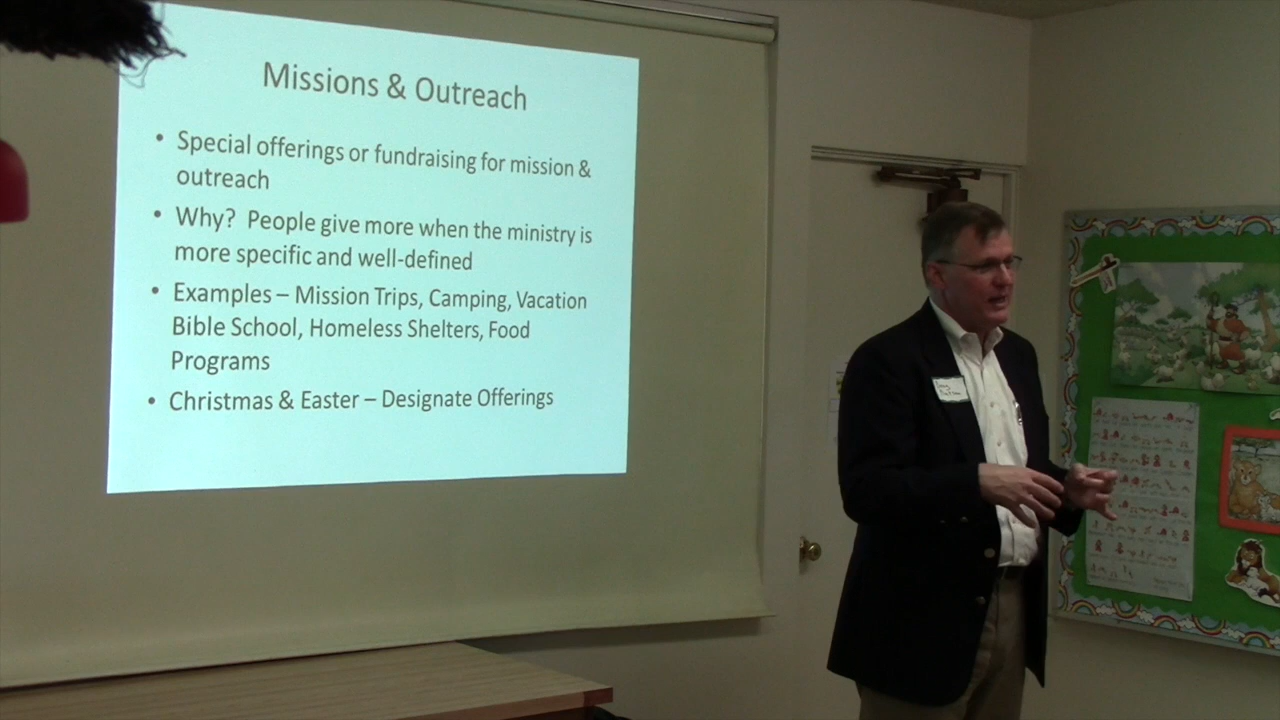 Missions & Outreach
• Special offerings or fundraising for mission &
outreach
• Why? People give more when the ministry is
more specific and well-defined
• Examples – Mission Trips, Camping, Vacation
Bible School, Homeless Shelters, Food
Programs
• Christmas & Easter – Designate Offerings